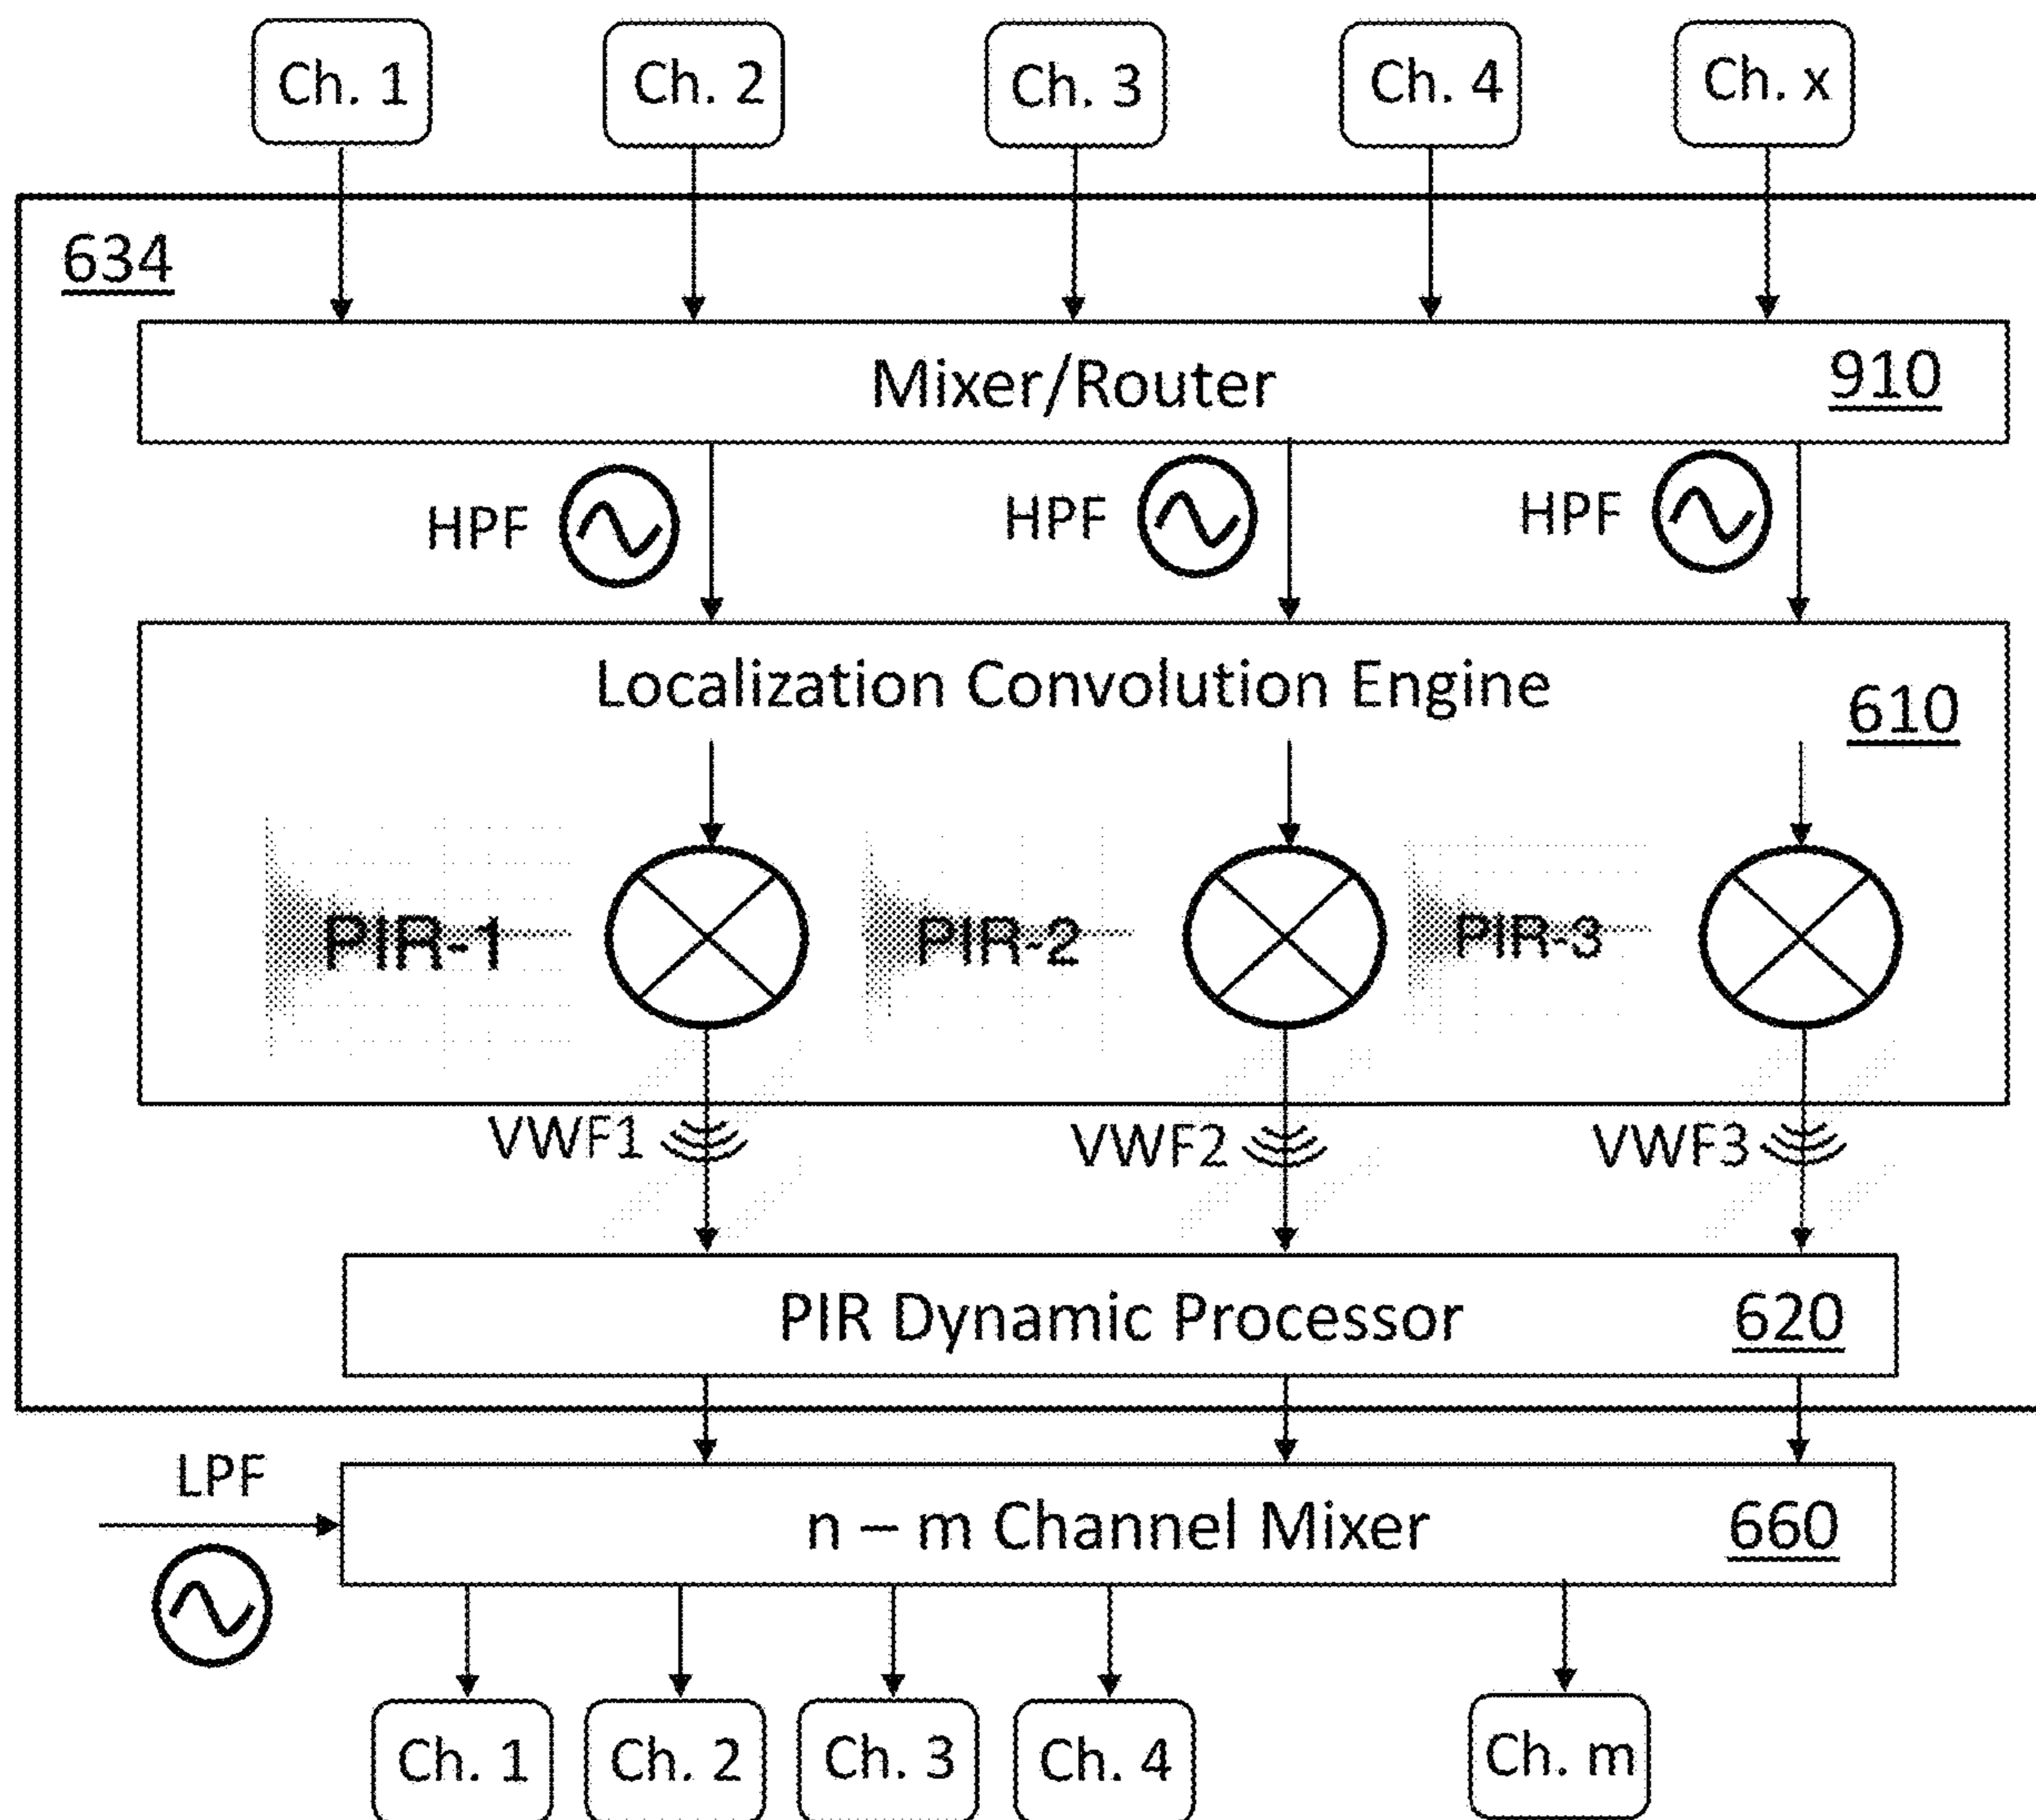 Ch. 1 Ch. 2 Ch. 3 Ch. 4 Ch. x
634
Mixer/Router 910
HPF HPF HPF
Localization Convolution Engine 610
PIR-1 PIR-2 PIR-3
VWF1 VWF2 VWF3
PIR Dynamic Processor 620
LPF
n – m Channel Mixer 660
Ch. 1 Ch. 2 Ch. 3 Ch. 4 Ch. m